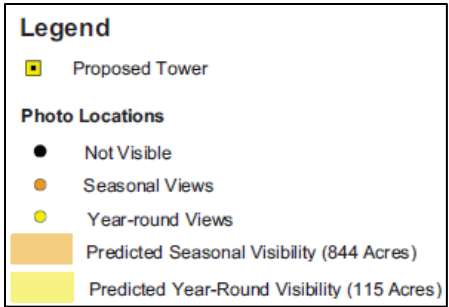 Legend
Proposed Tower
Photo Locations
Not Visible
Seasonal Views
Year-round Views
Predicted Seasonal Visibility (844 Acres)
Predicted Year-Round Visibility (115 Acres)